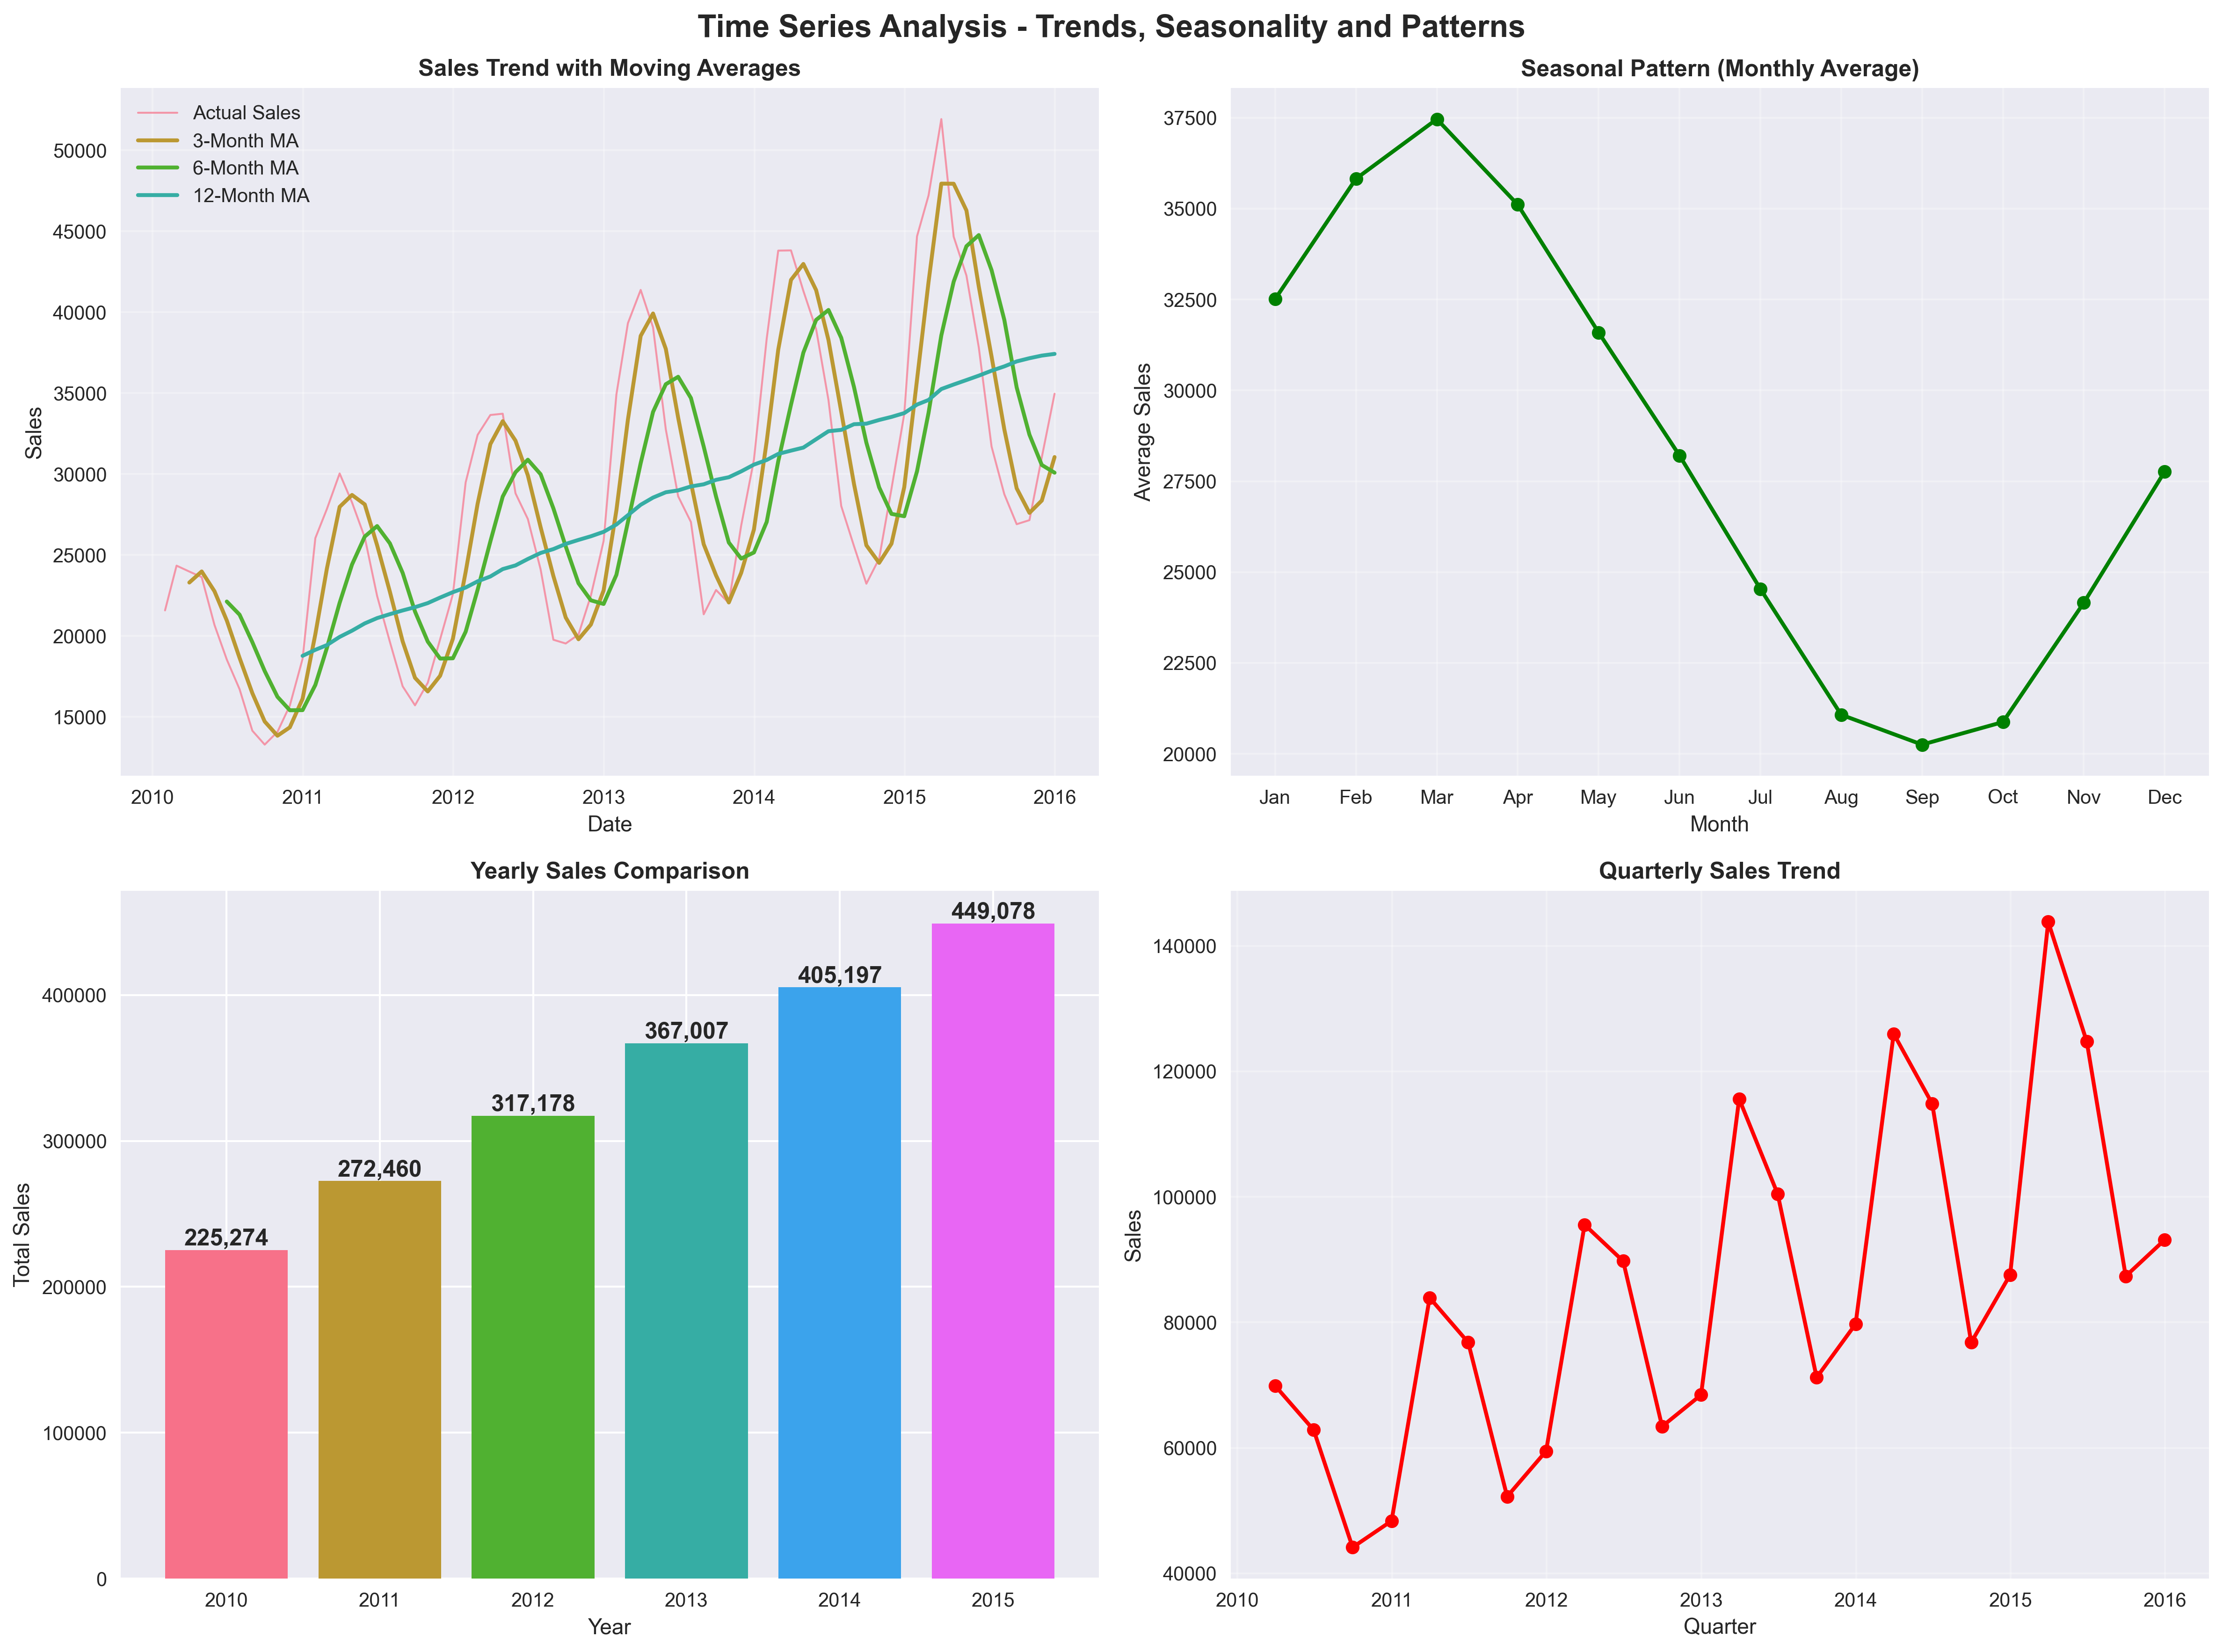 Time Series Analysis - Trends, Seasonality and Patterns
Sales Trend with Moving Averages
Actual Sales
3-Month MA
6-Month MA
12-Month MA
50000
45000
40000
35000
30000
25000
20000
15000
Sales
2010 2011 2012 2013 2014 2015 2016
Date
Seasonal Pattern (Monthly Average)
37500
35000
32500
30000
27500
25000
22500
20000
Average Sales
Jan Feb Mar Apr May Jun Jul Aug Sep Oct Nov Dec
Month
Yearly Sales Comparison
449,078
405,197
367,007
317,178
272,460
225,274
400000
300000
200000
100000
0
Total Sales
2010 2011 2012 2013 2014 2015
Year
Quarterly Sales Trend
140000
120000
100000
80000
60000
40000
Sales
2010 2011 2012 2013 2014 2015 2016
Quarter